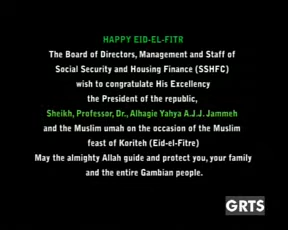 HAPPY EID-EL-FITR
The Board of Directors, Management and Staff of
Social Security and Housing Finance (SSHFC)
wish to congratulate His Excellency
the President of the republic,
Sheikh, Professor, Dr., Alhagie Yahya A.J.J. Jammeh
and the Muslim umah on the occasion of the Muslim
feast of Koriteh (Eid-el-Fitre)
May the almighty Allah guide and protect you, your family
and the entire Gambian people.
GRTS